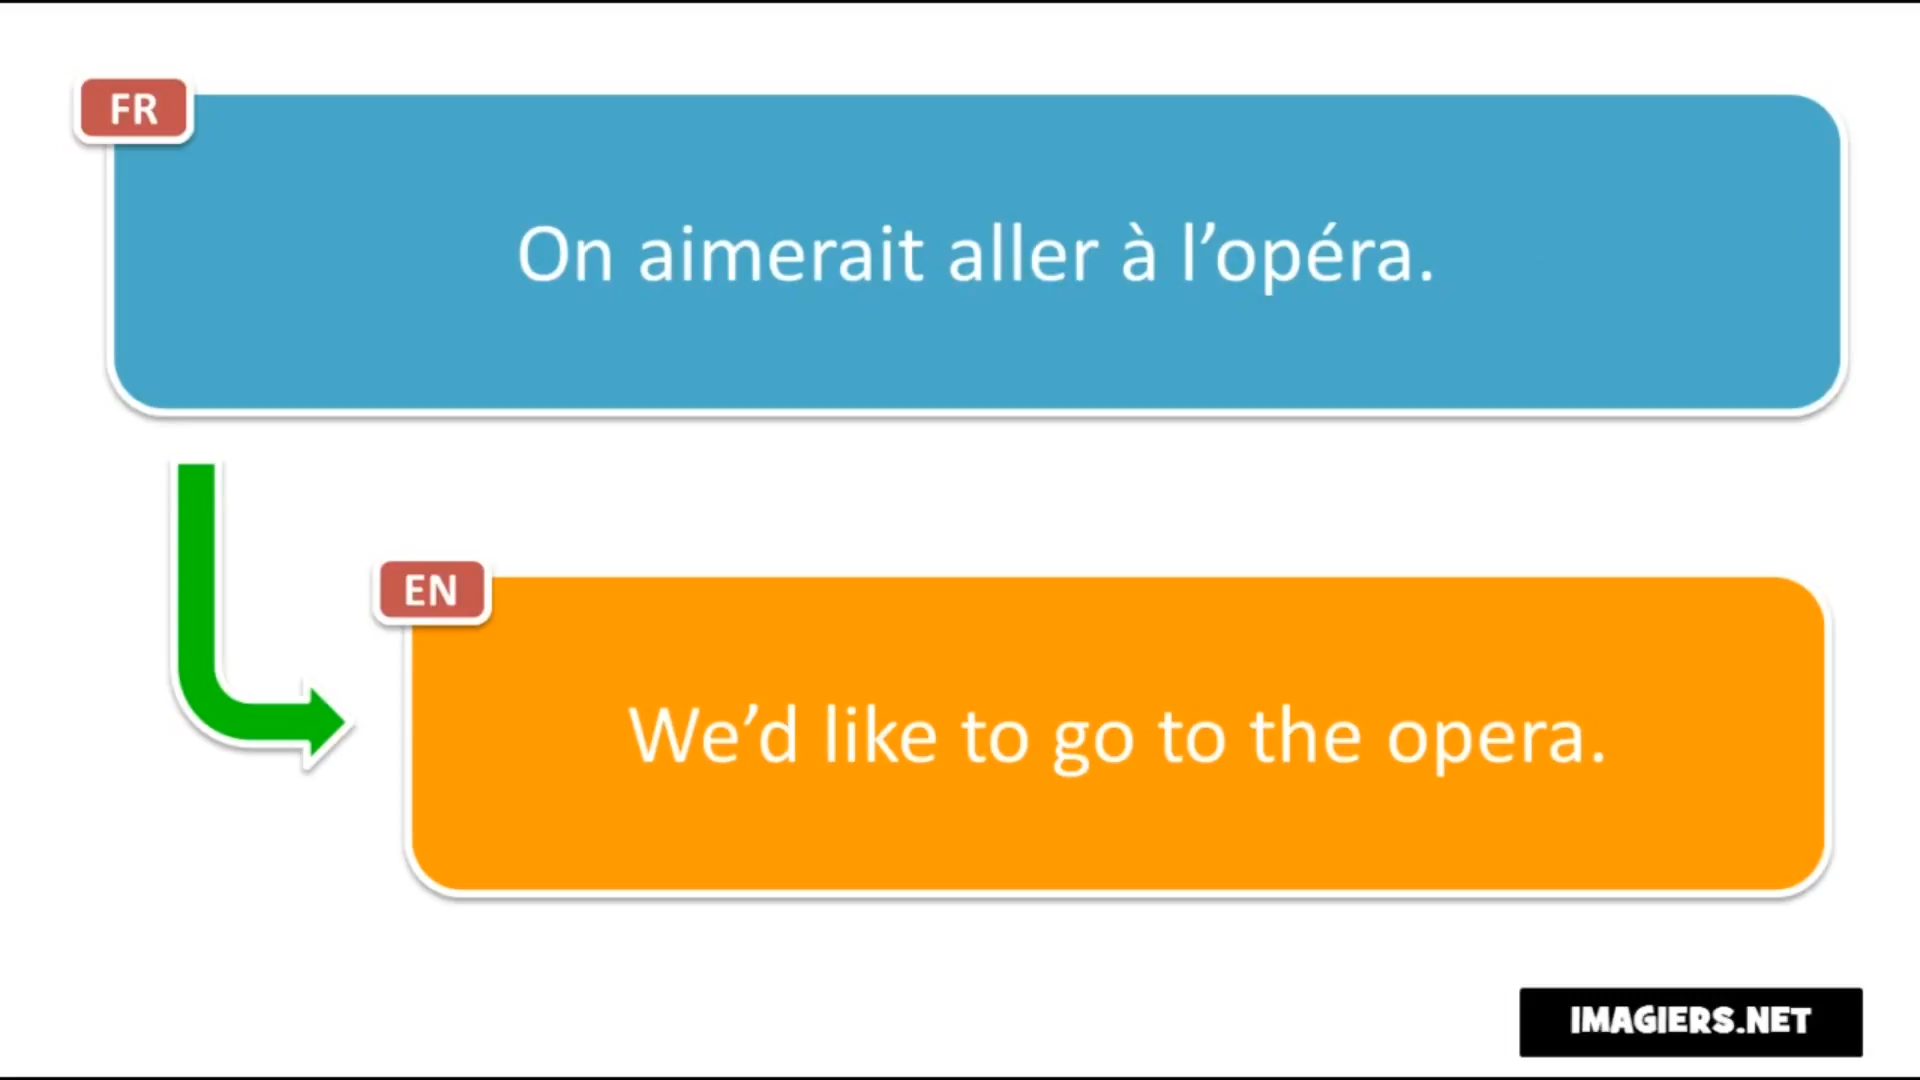 FR
On aimerait aller à l’opéra.
EN
We’d like to go to the opera.
IMAGIERS.NET